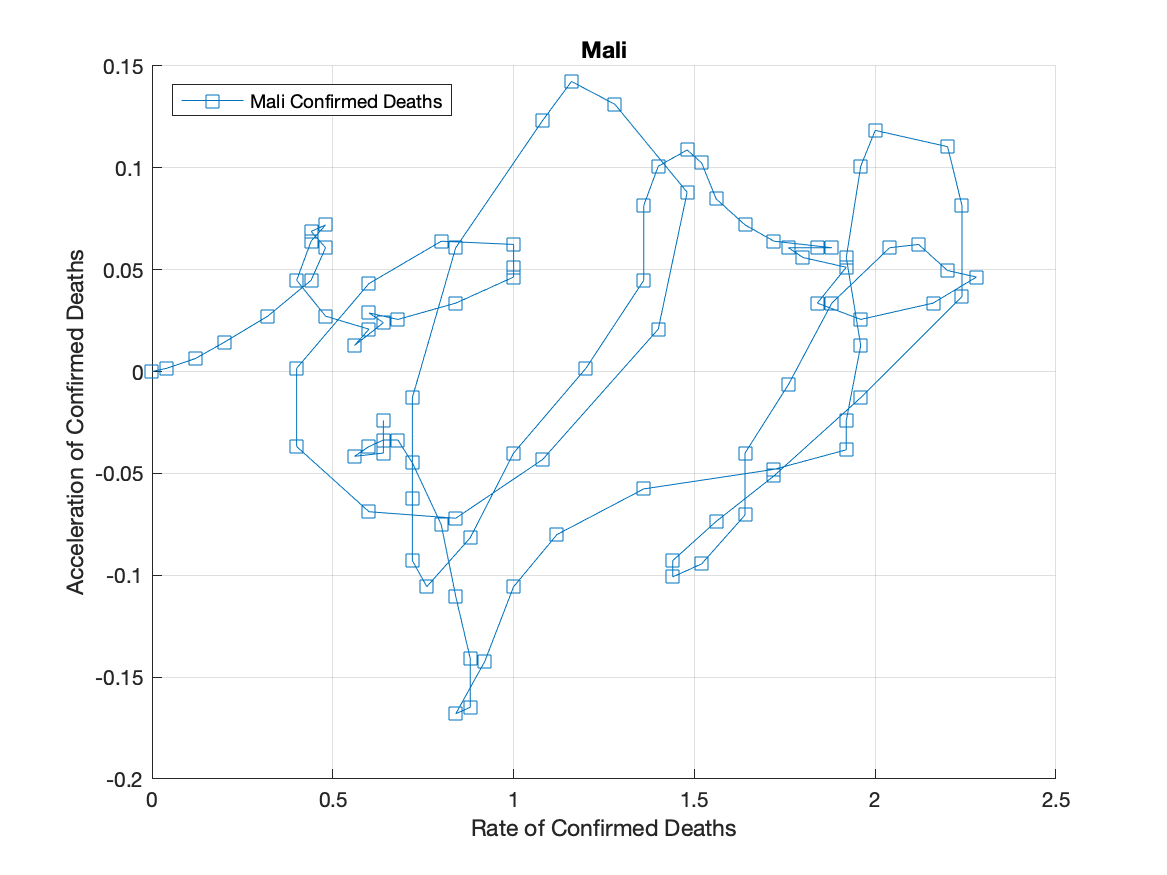 Mali
Mali Confirmed Deaths
Acceleration of Confirmed Deaths
0.15
0.1
0.05
0
-0.05
-0.1
-0.15
-0.2
0 0.5 1 1.5 2 2.5
Rate of Confirmed Deaths